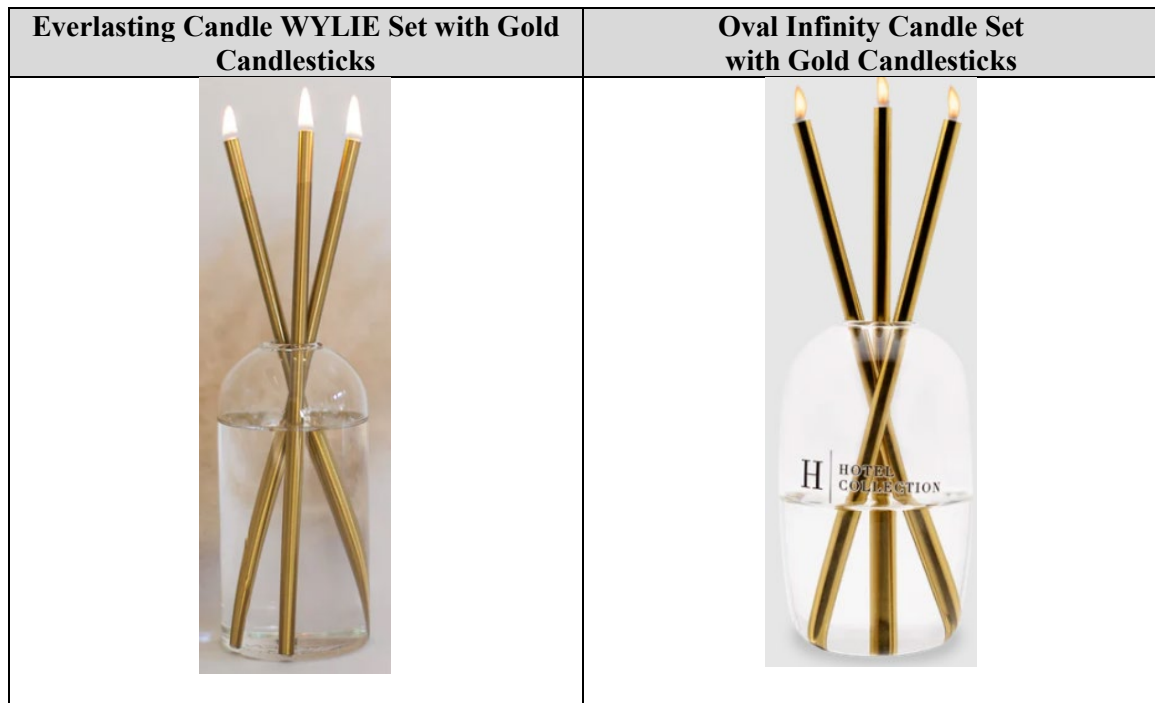 Everlasting Candle WYLIE Set with Gold
Candlesticks
Oval Infinity Candle Set
with Gold Candlesticks
H HOTEL
COLLECTION